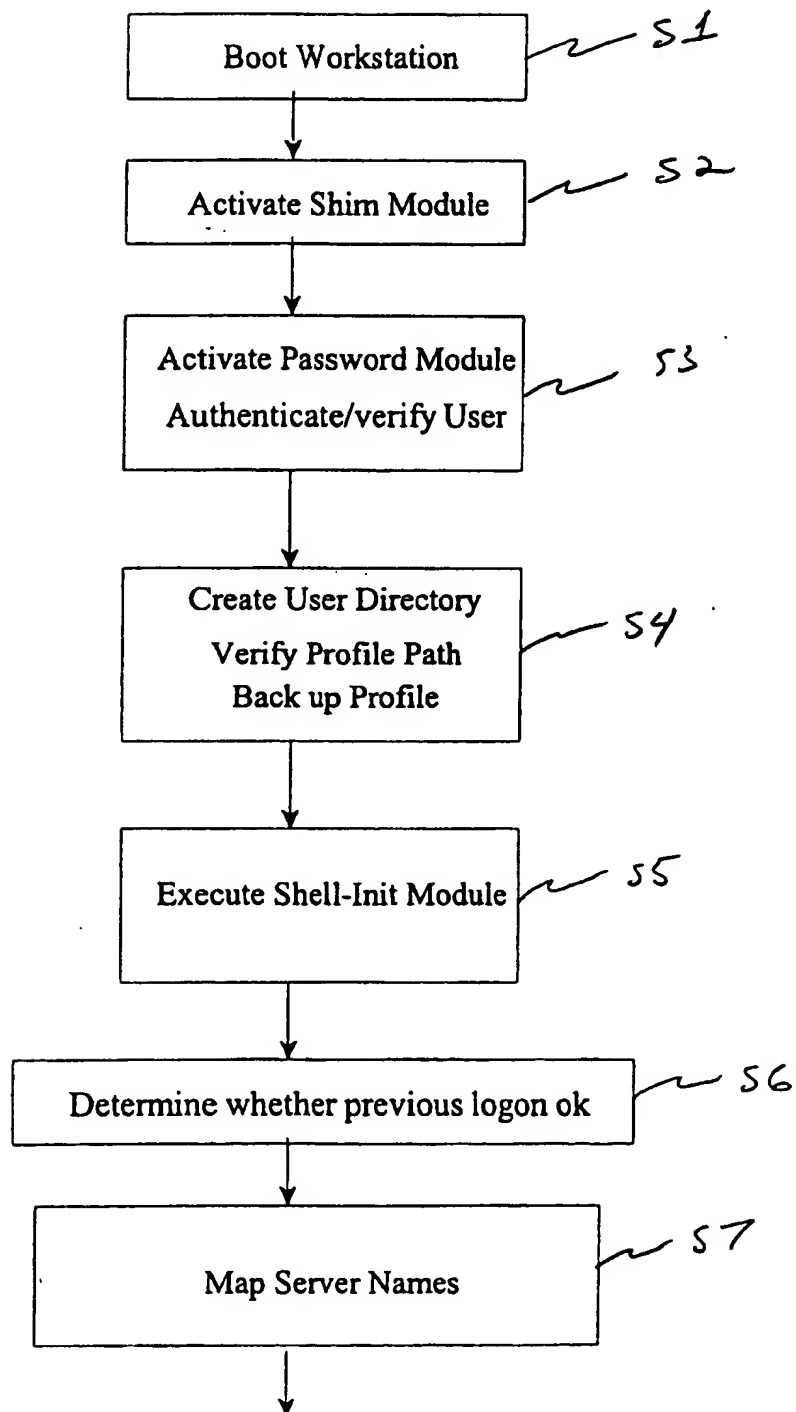 Boot Workstation
S1
Activate Shim Module
S2
Activate Password Module
Authenticate/verify User
S3
Create User Directory
Verify Profile Path
Back up Profile
S4
Execute Shell-Init Module
S5
Determine whether previous logon ok
S6
Map Server Names
S7